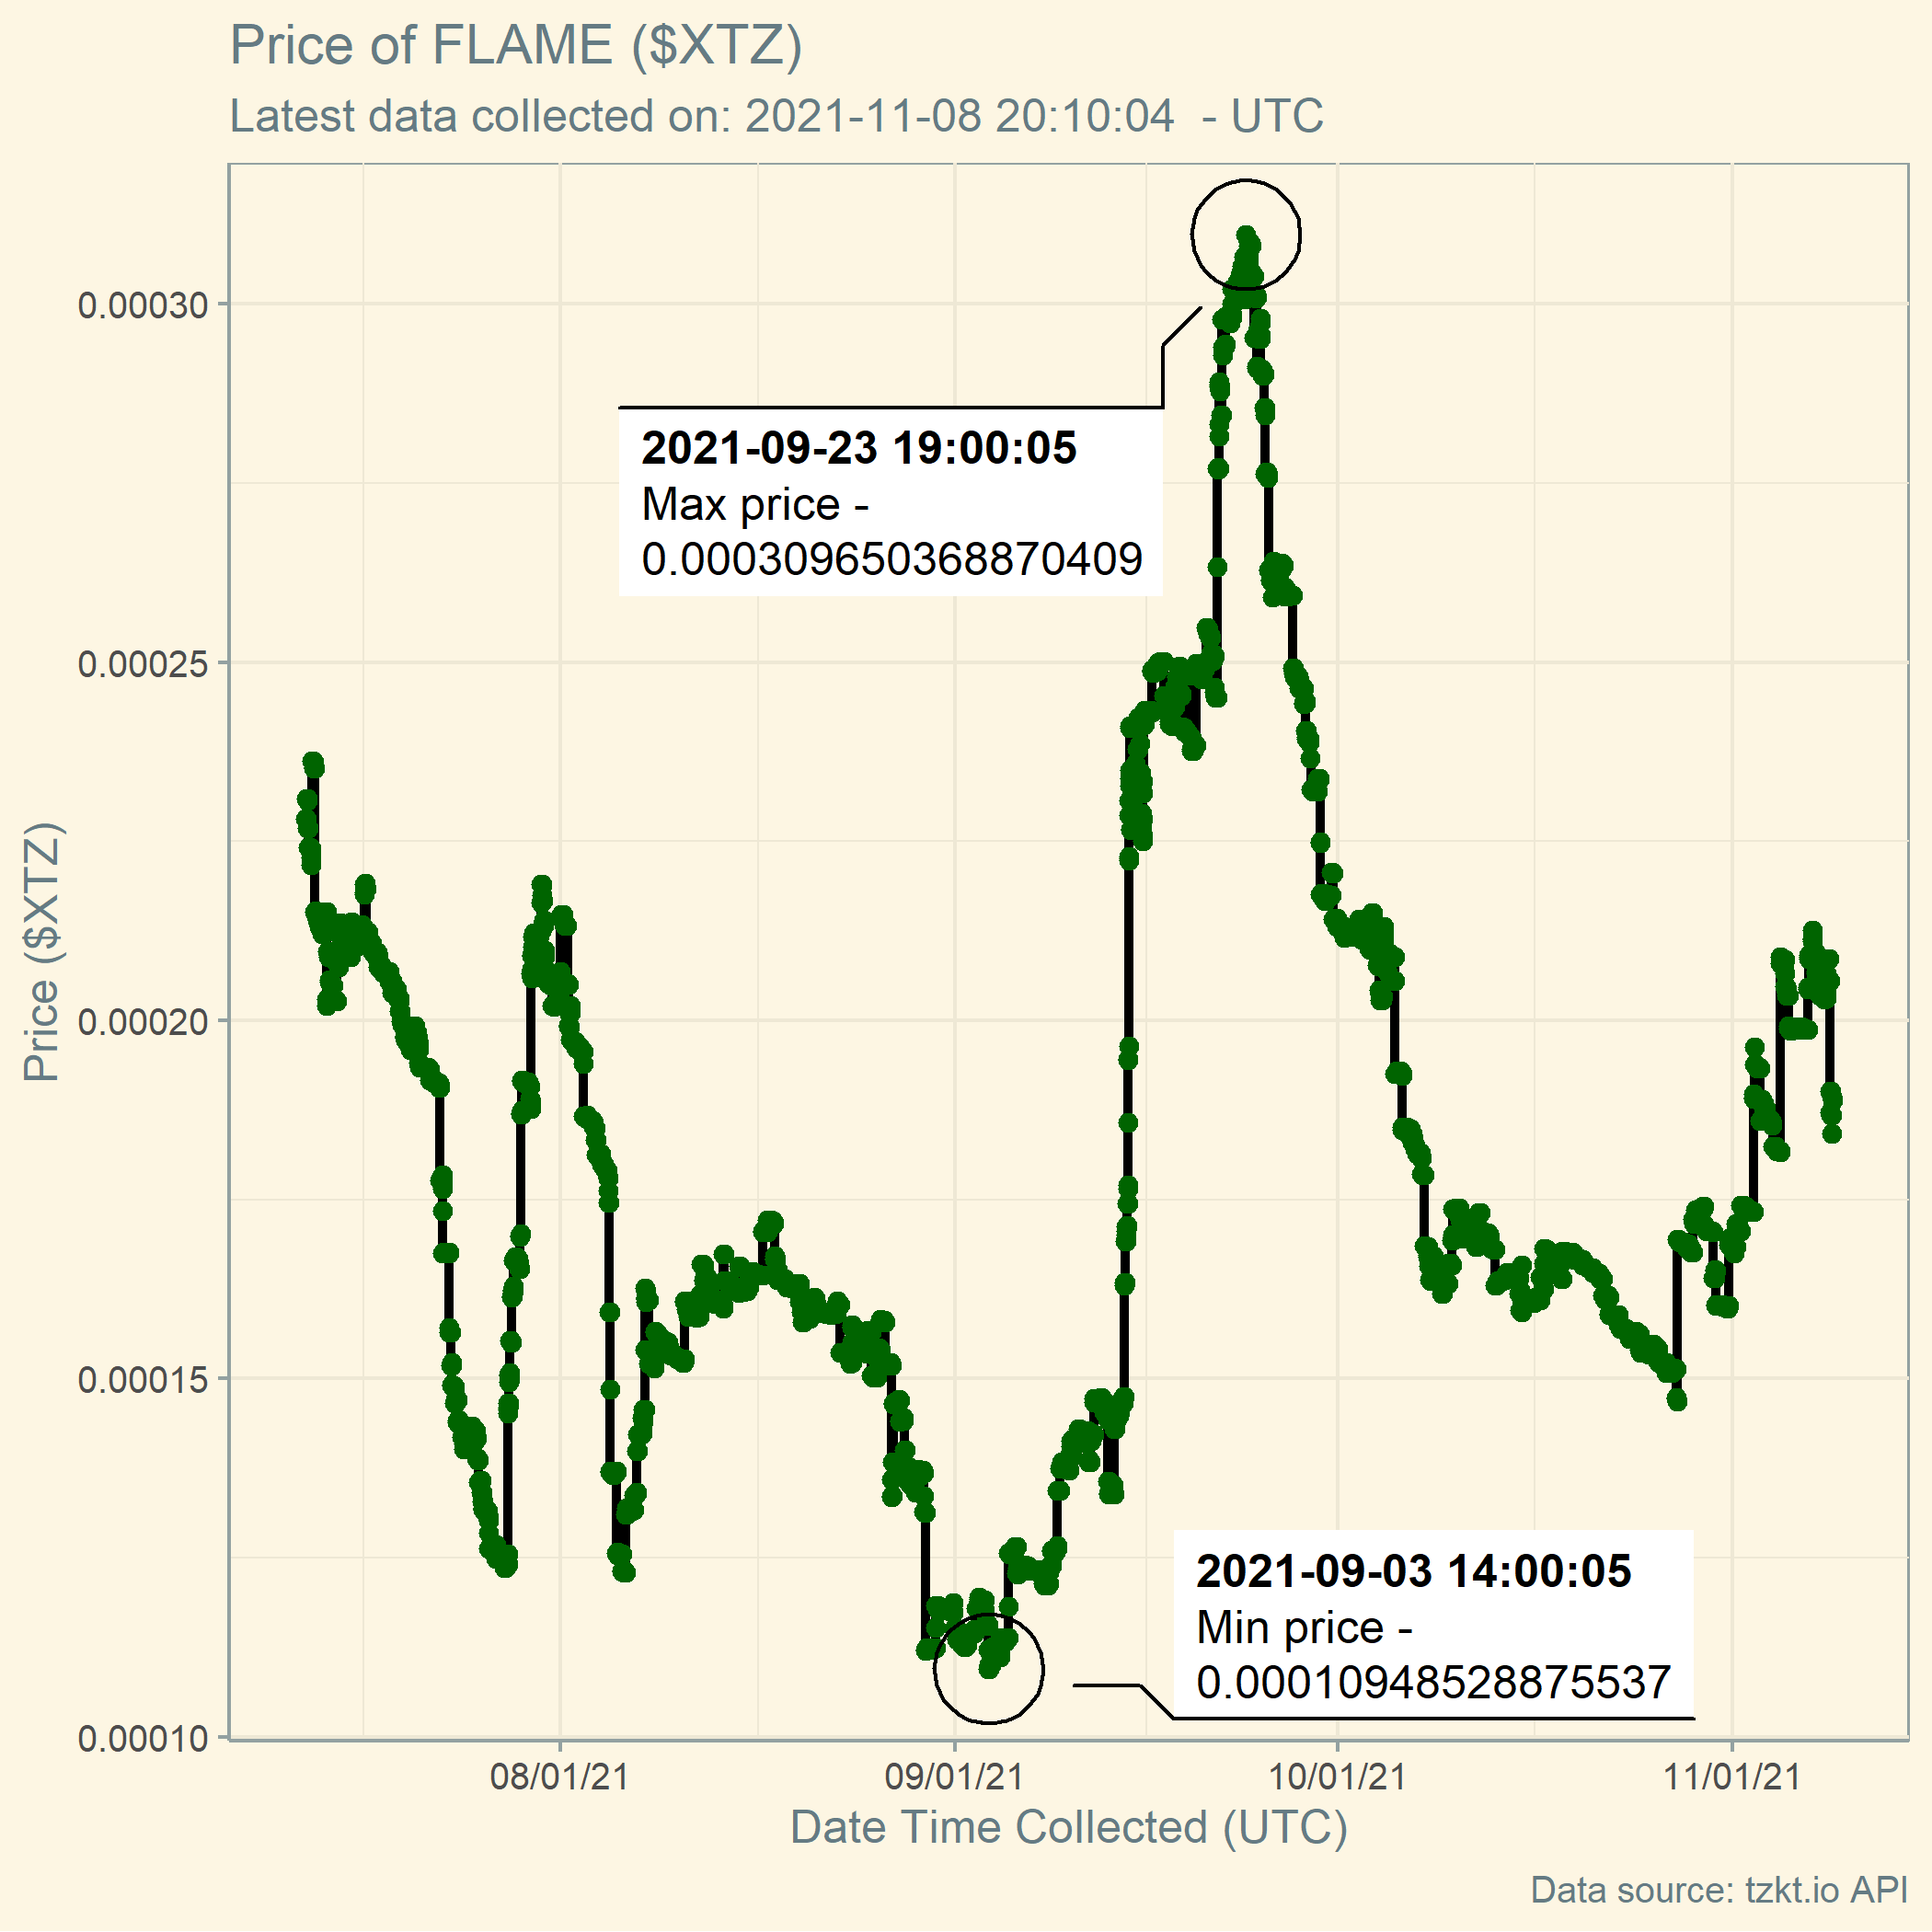 Price of FLAME ($XTZ)
Latest data collected on: 2021-11-08 20:10:04  - UTC
0.00030
2021-09-23 19:00:05
Max price -
0.000309650368870409
0.00025
Price ($XTZ)
0.00020
0.00015
2021-09-03 14:00:05
Min price -
0.00010948528875537
0.00010
08/01/21
09/01/21
10/01/21
11/01/21
Date Time Collected (UTC)
Data source: tzkt.io API